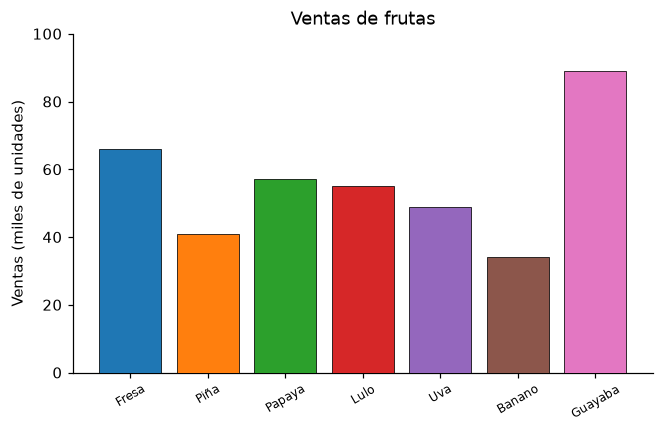 Ventas de frutas
Ventas (miles de unidades)
100
80
60
40
20
0
Fresa
Piña
Papaya
Lulo
Uva
Banano
Guayaba